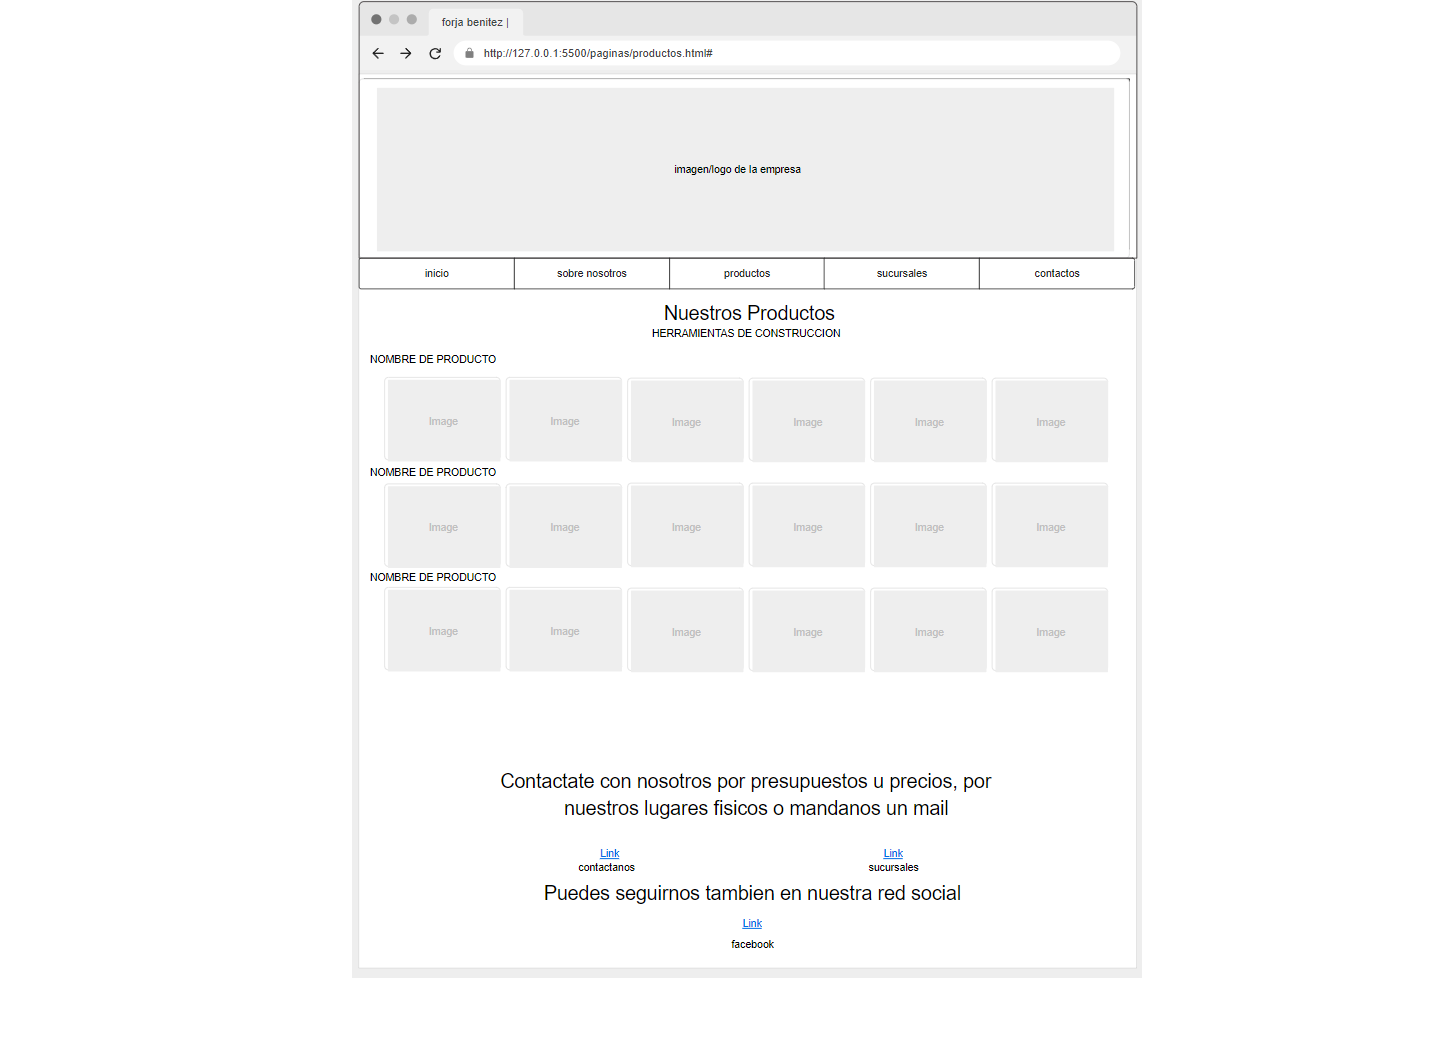 forja benitez |
http://127.0.0.1:5500/paginas/productos.html#
imagen/logo de la empresa
inicio sobre nosotros productos sucursales contactos
Nuestros Productos
HERRAMIENTAS DE CONSTRUCCION
NOMBRE DE PRODUCTO
Image Image Image Image Image Image
NOMBRE DE PRODUCTO
Image Image Image Image Image Image
NOMBRE DE PRODUCTO
Image Image Image Image Image Image
Contactate con nosotros por presupuestos u precios, por
nuestros lugares fisicos o mandanos un mail
Link Link
contactanos sucursales
Puedes seguirnos tambien en nuestra red social
Link
facebook